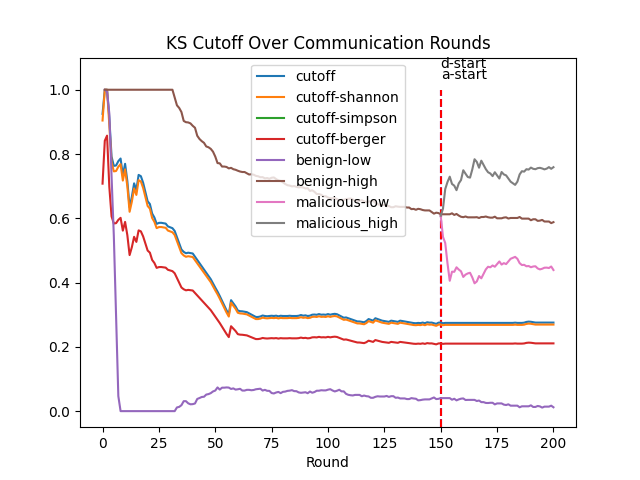 KS Cutoff Over Communication Rounds
d-start
a-start
cutoff
cutoff-shannon
cutoff-simpson
cutoff-berger
benign-low
benign-high
malicious-low
malicious_high
1.0
0.8
0.6
0.4
0.2
0.0
0 25 50 75 100 125 150 175 200
Round